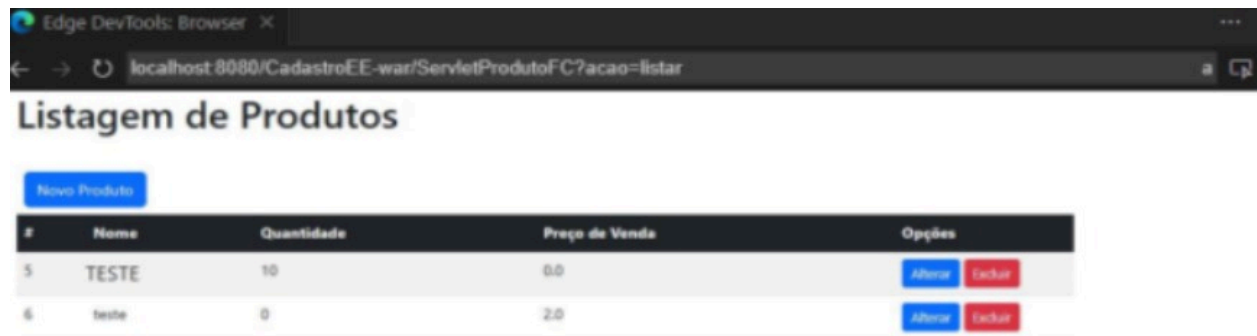 Edge DevTools: Browser
localhost:8080/CadastroEE-war/ServletProdutoFC?acao=listar a
Listagem de Produtos
Novo Produto
# Nome Quantidade Preço de Venda Opções
5 TESTE 10 0.0 Alterar Excluir
6 teste 0 2.0 Alterar Excluir